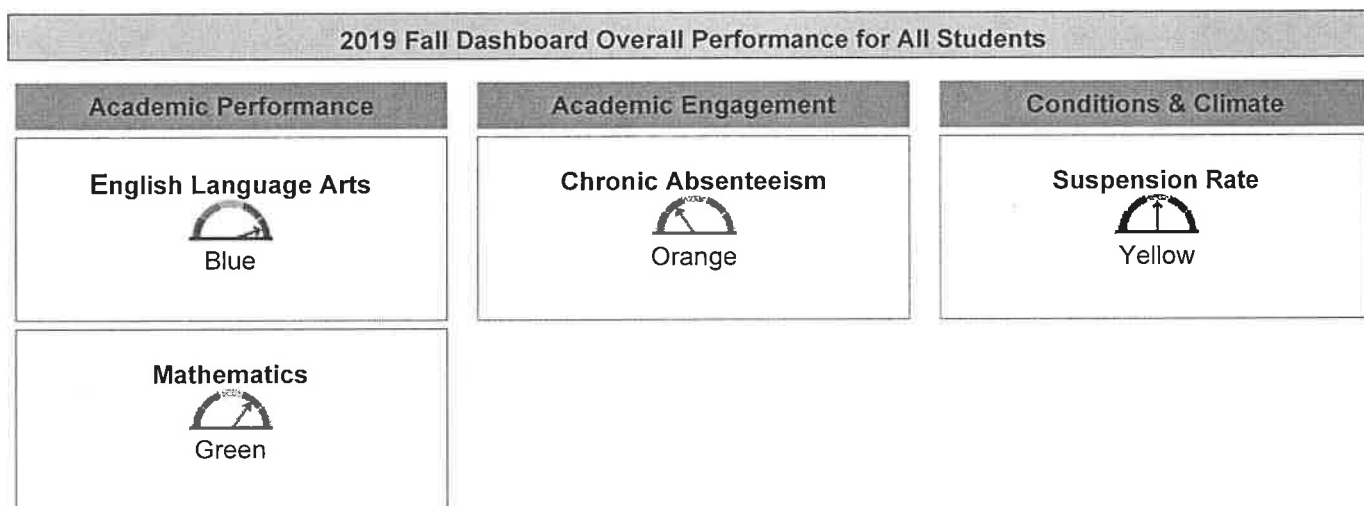 2019 Fall Dashboard Overall Performance for All Students
Academic Performance
English Language Arts
Blue
Mathematics
Green
Academic Engagement
Chronic Absenteeism
Orange
Conditions & Climate
Suspension Rate
Yellow